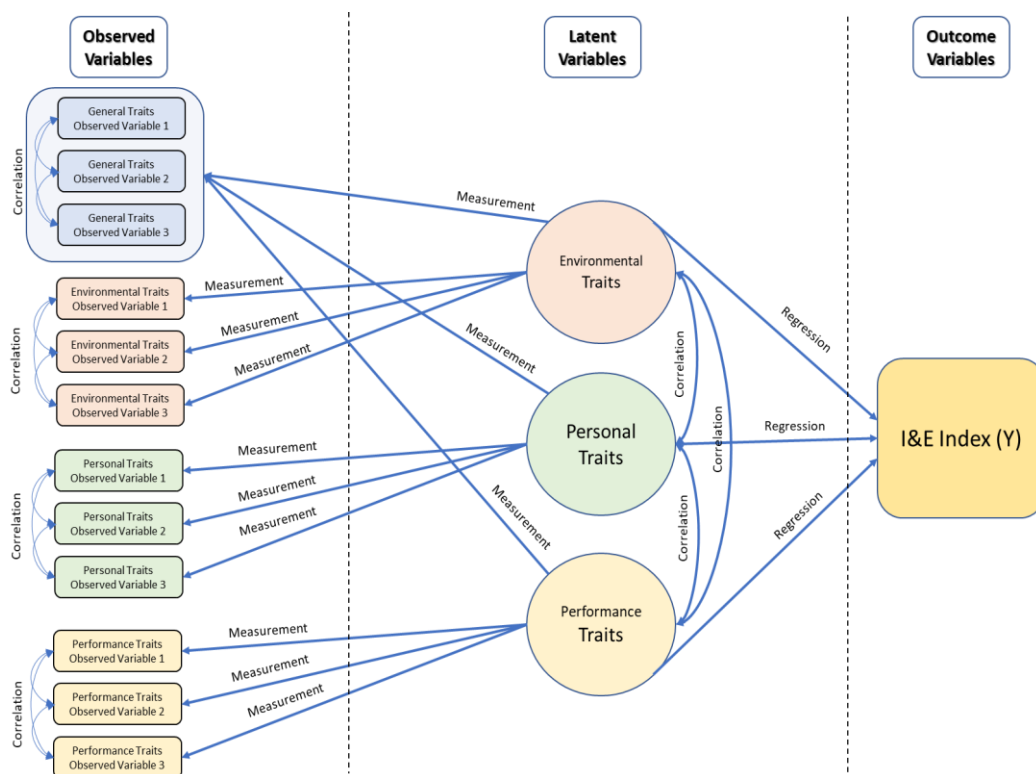 Observed
Variables
Latent
Variables
Outcome
Variables
General Traits
Observed Variable 1
General Traits
Observed Variable 2
General Traits
Observed Variable 3
Correlation
Environmental Traits
Observed Variable 1
Environmental Traits
Observed Variable 2
Environmental Traits
Observed Variable 3
Correlation
Personal Traits
Observed Variable 1
Personal Traits
Observed Variable 2
Personal Traits
Observed Variable 3
Correlation
Performance Traits
Observed Variable 1
Performance Traits
Observed Variable 2
Performance Traits
Observed Variable 3
Correlation
Measurement
Measurement
Measurement
Measurement
Measurement
Measurement
Measurement
Measurement
Measurement
Measurement
Measurement
Measurement
Environmental
Traits
Personal
Traits
Performance
Traits
Correlation
Correlation
Correlation
Regression
Regression
Regression
I&E Index (Y)